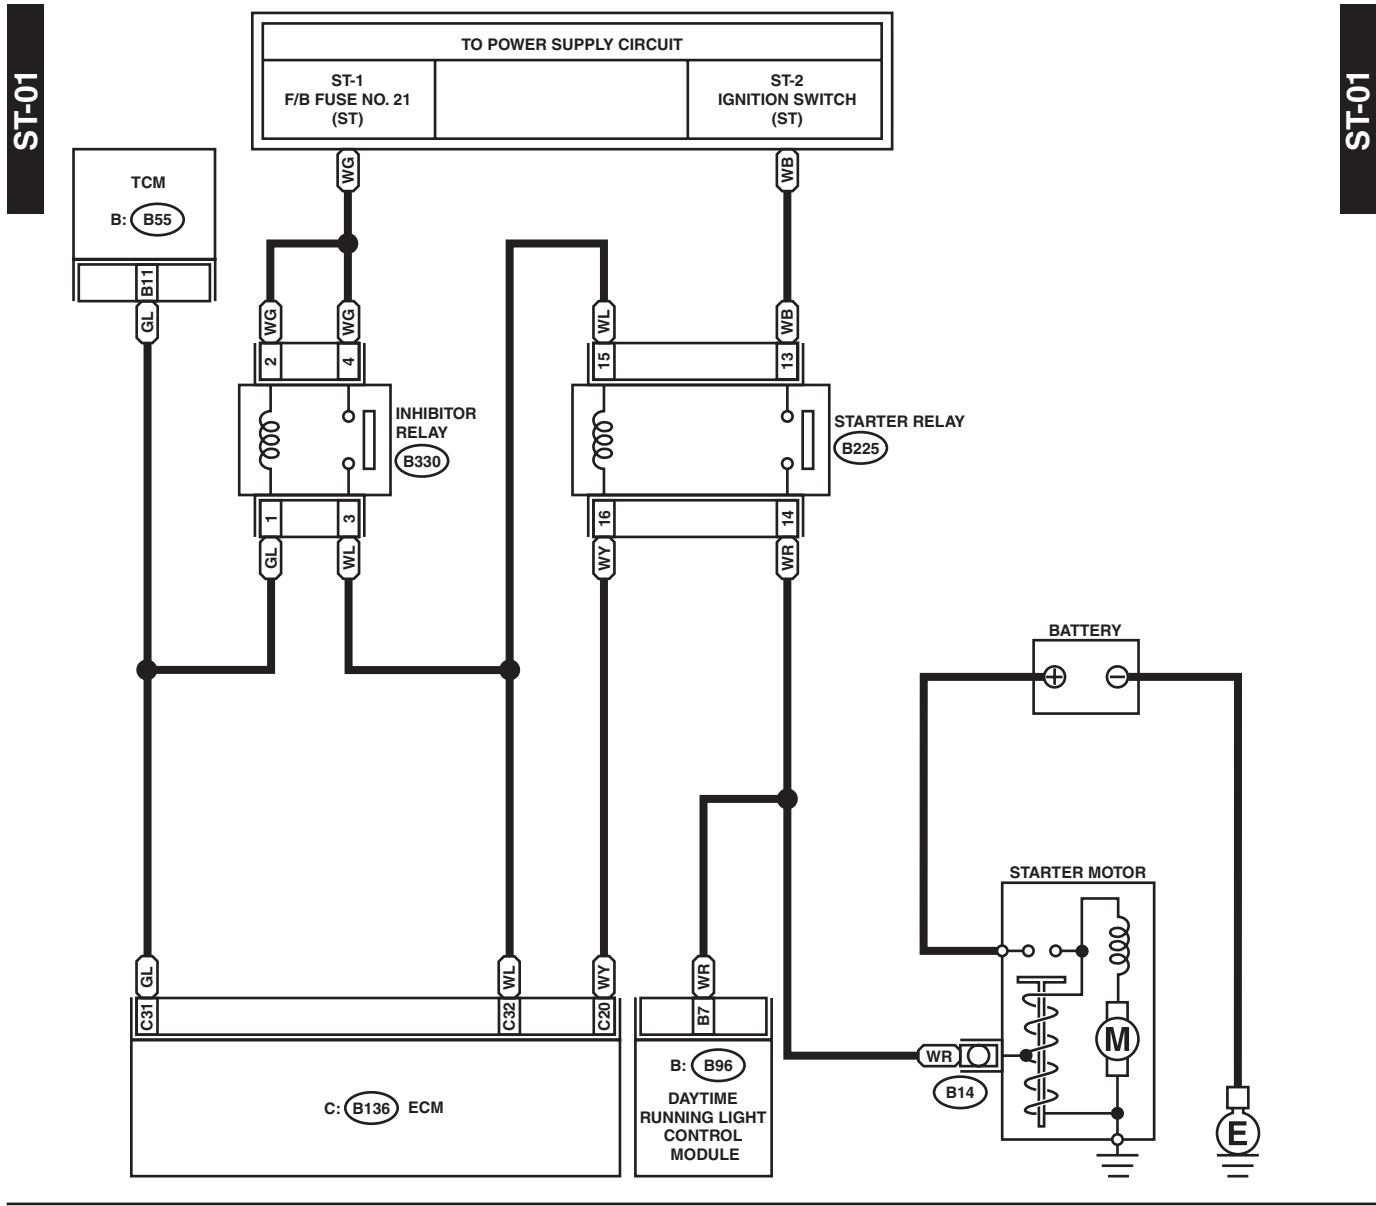 ST-01
ST-01
TO POWER SUPPLY CIRCUIT
ST-1
F/B FUSE NO. 21
(ST)
ST-2
IGNITION SWITCH
(ST)
WG
WB
TCM
B: B55
B11
GL
WG
WG
WL
WB
2
4
15
13
INHIBITOR
RELAY
B330
STARTER RELAY
B225
1
3
16
14
GL
WL
WY
WR
BATTERY
+
−
STARTER MOTOR
M
GL
WL
WY
WR
C31
C32
C20
B7
WR
B14
C: B136 ECM
B: B96
DAYTIME
RUNNING LIGHT
CONTROL
MODULE
E